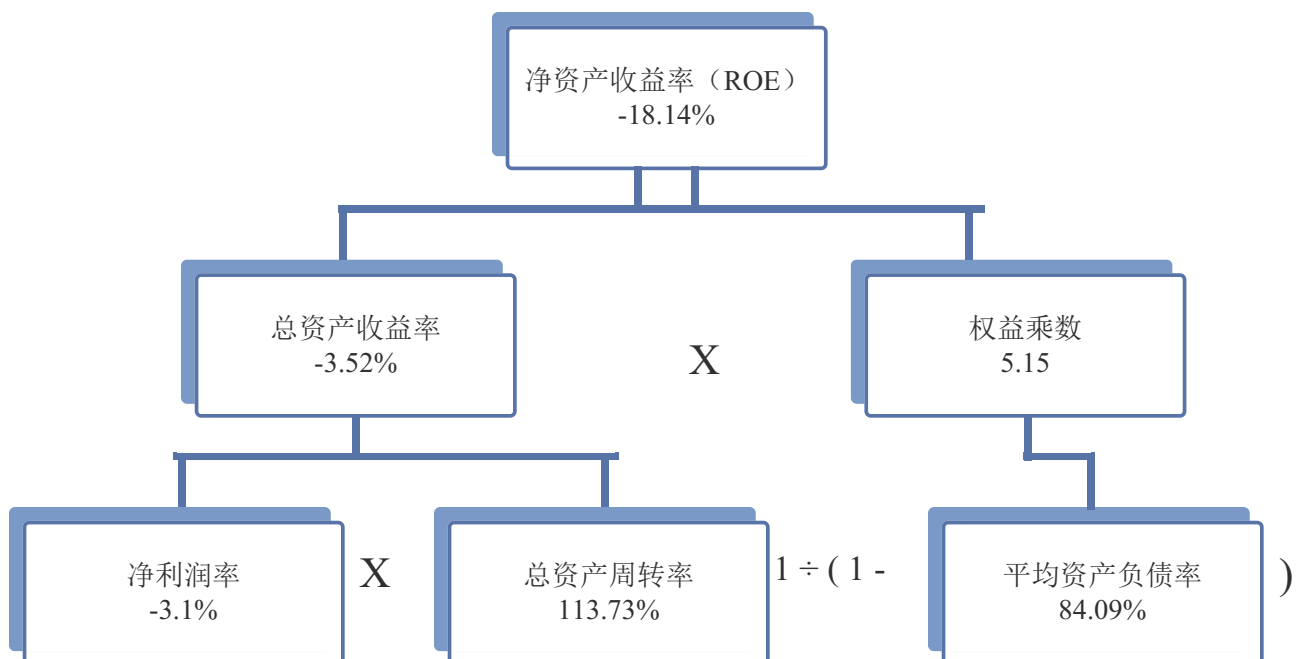 净资产收益率（ROE）
-18.14%
总资产收益率
-3.52%
X
权益乘数
5.15
净利润率
-3.1%
X
总资产周转率
113.73%
1 ÷ ( 1 -
平均资产负债率
84.09%
)